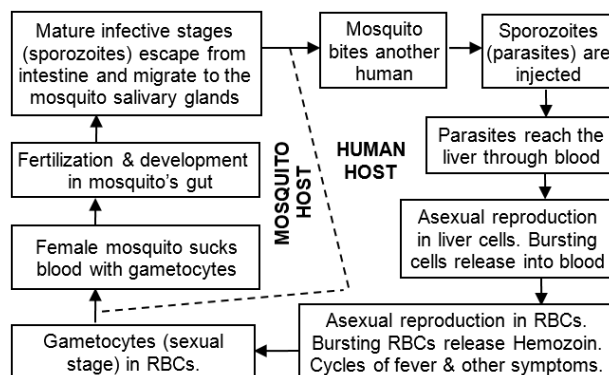 Mature infective stages
(sporozoites) escape from
intestine and migrate to the
mosquito salivary glands
Mosquito
bites another
human
Sporozoites
(parasites) are
injected
Parasites reach the
liver through blood
Asexual reproduction
in liver cells. Bursting
cells release into blood
Asexual reproduction in RBCs.
Bursting RBCs release Hemozoin.
Cycles of fever & other symptoms.
Gametocytes (sexual
stage) in RBCs.
Female mosquito sucks
blood with gametocytes
Fertilization & development
in mosquito's gut
MOSQUITO
HOST
HUMAN
HOST